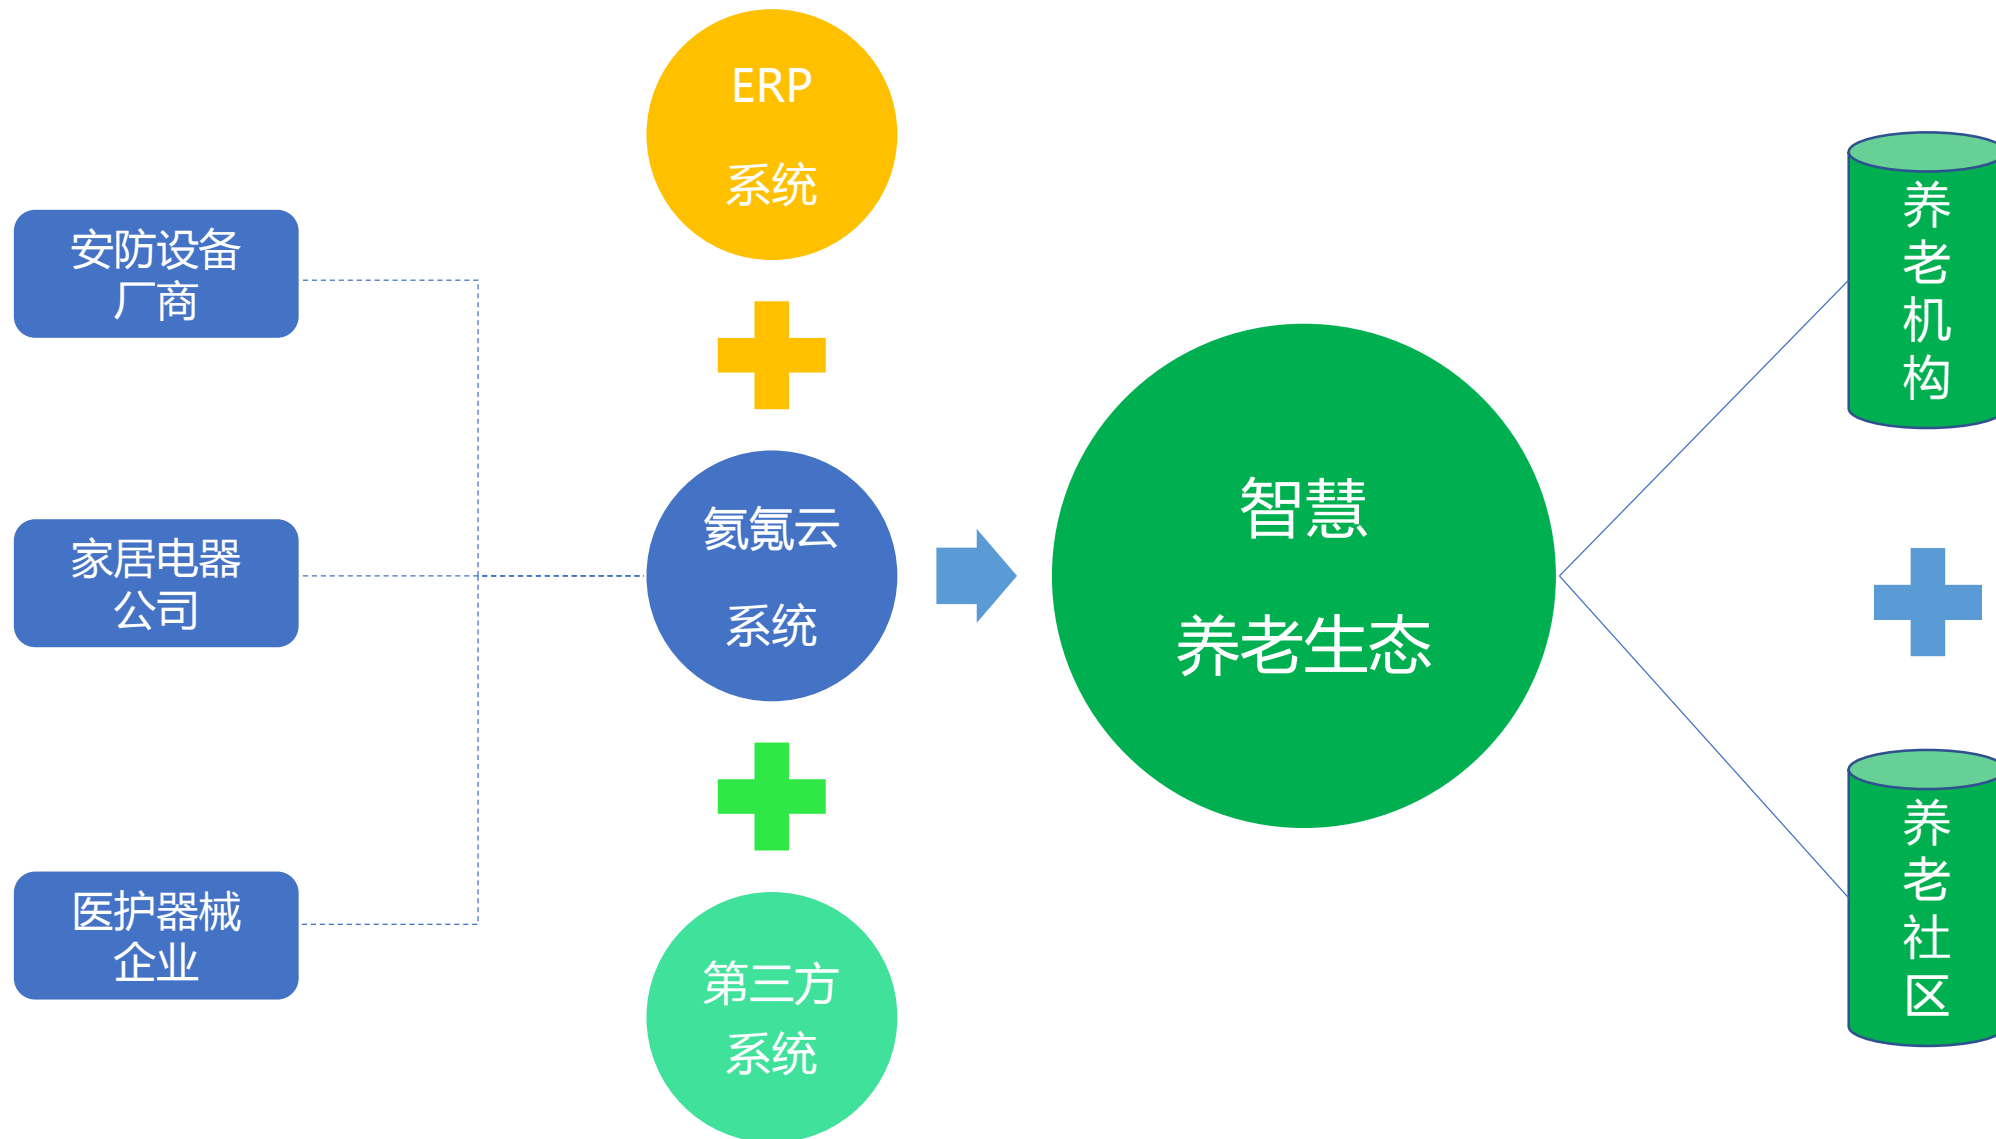 安防设备
厂商
家居电器
公司
医护器械
企业
ERP
系统
氦氪云
系统
第三方
系统
智慧
养老生态
养老机构
养老社区